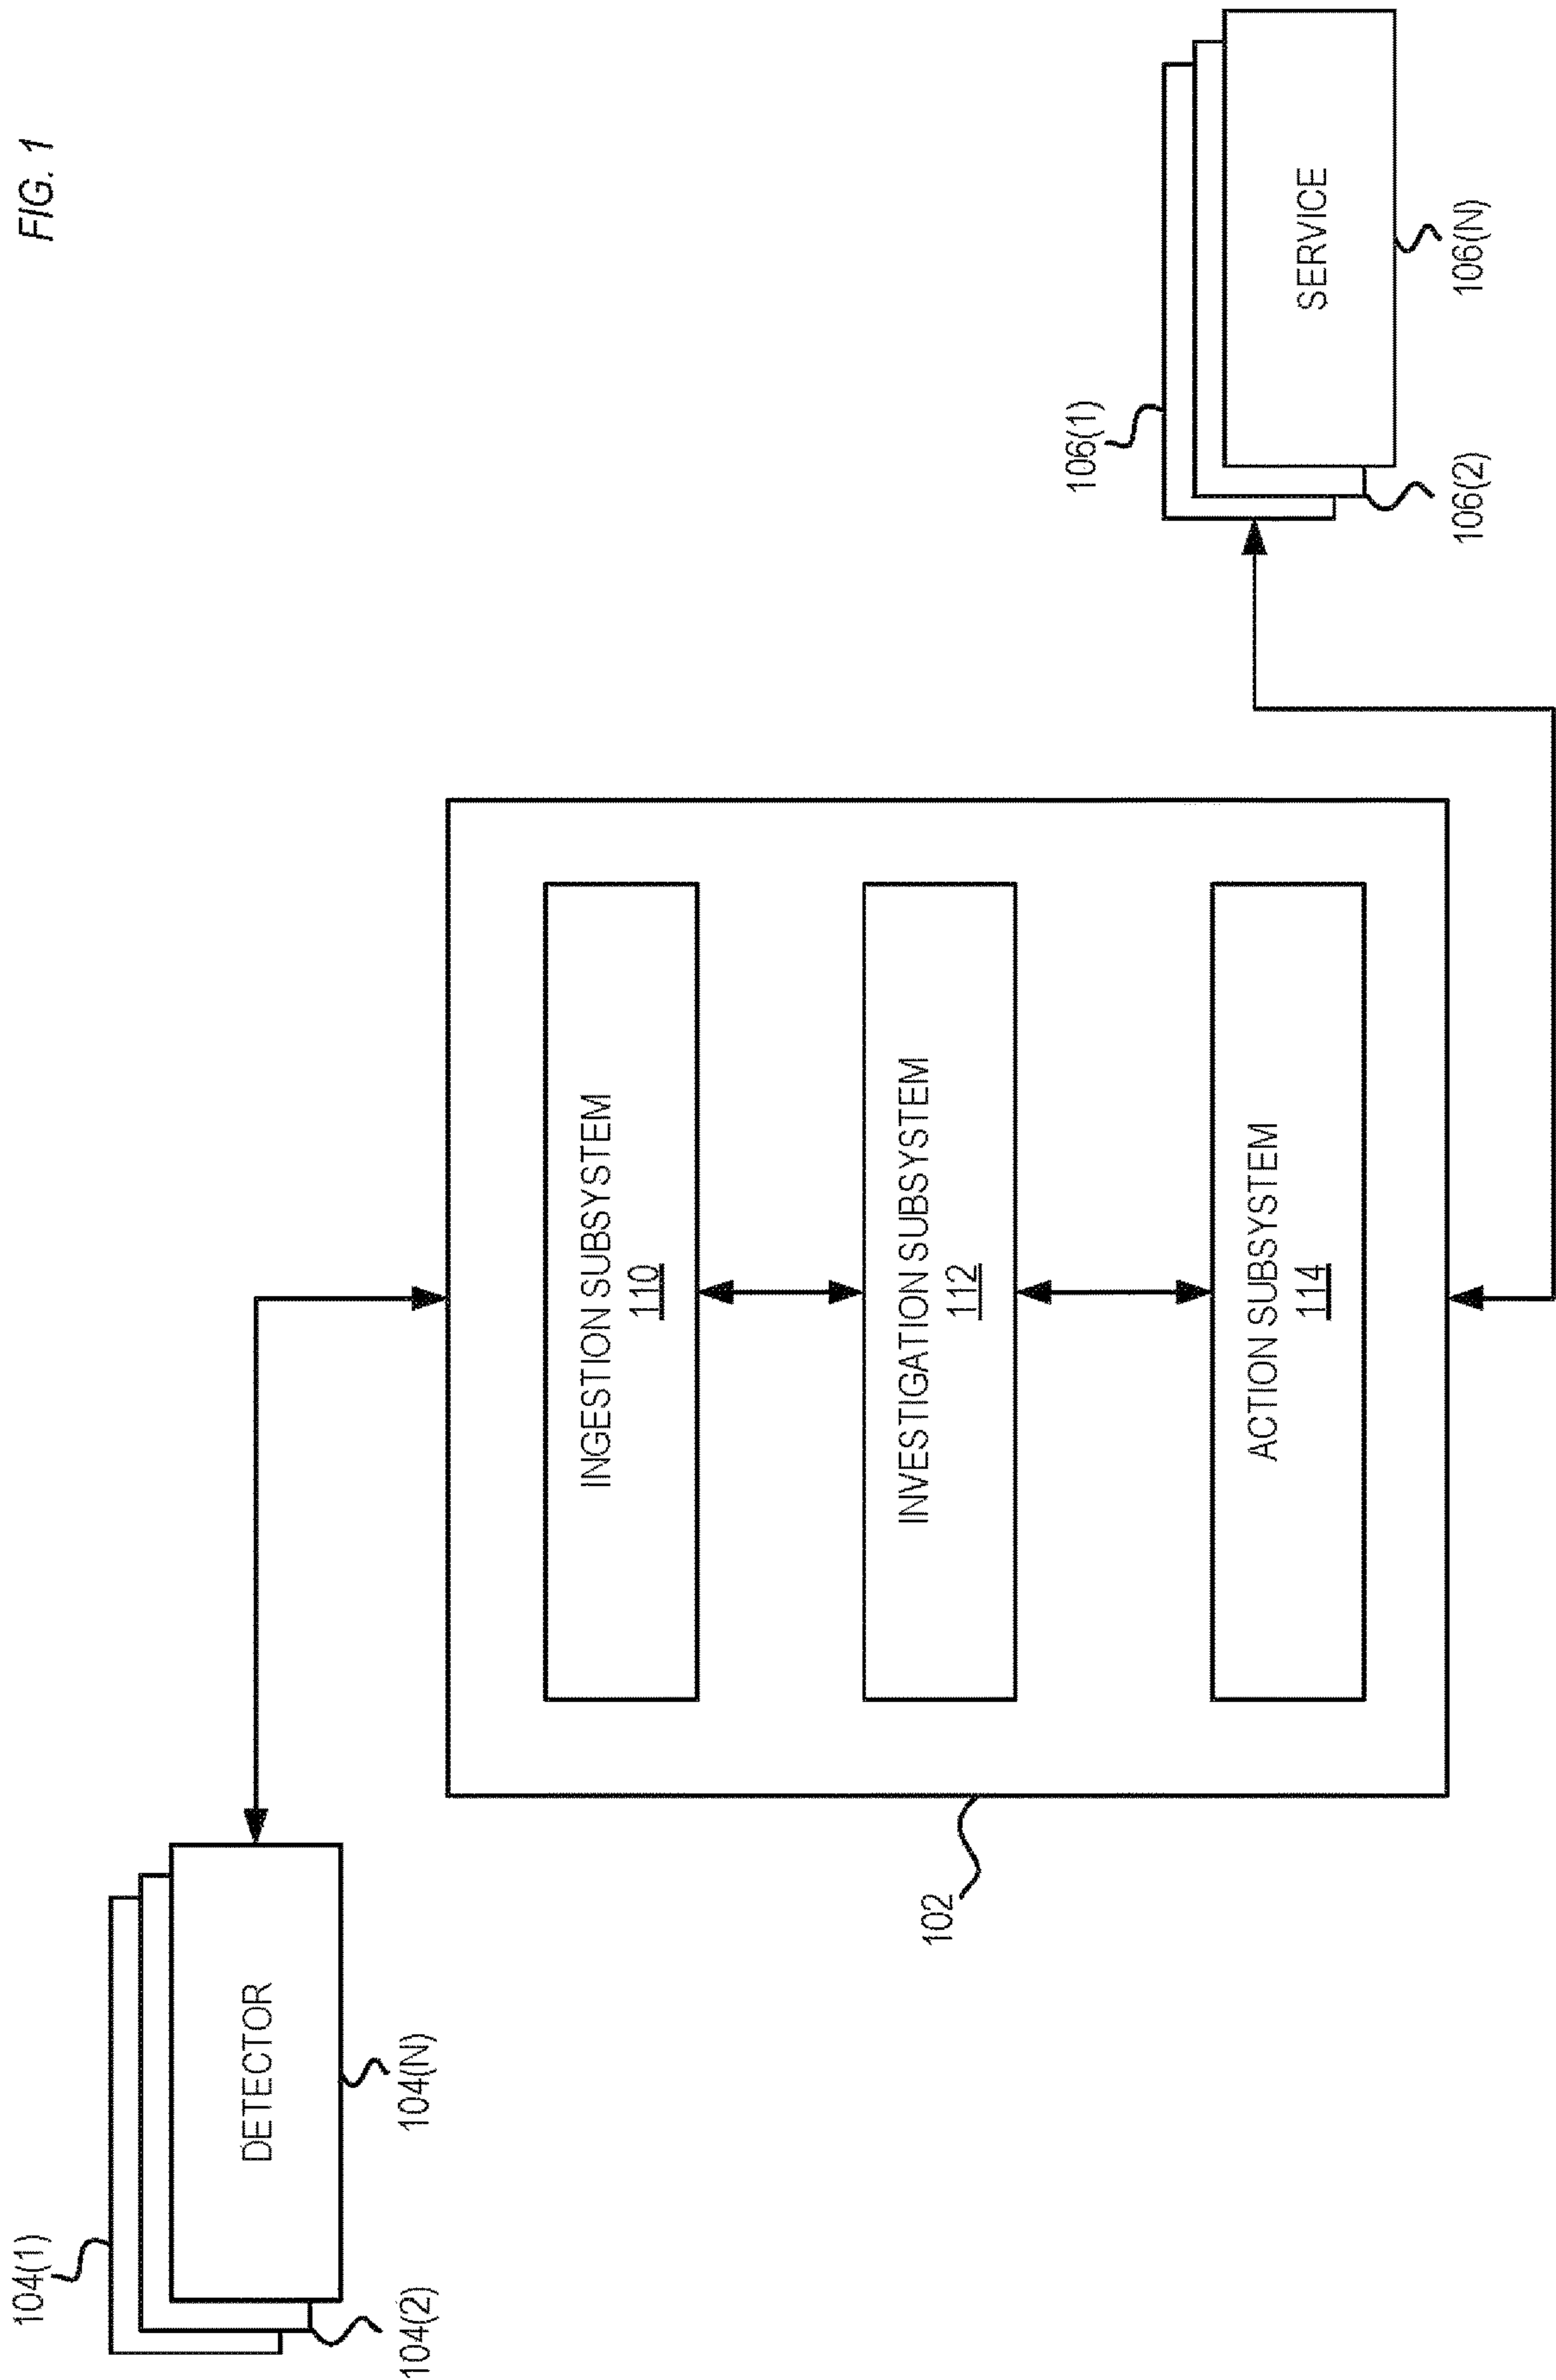 FIG. 1
104(1)
DETECTOR
104(2)
104(N)
INGESTION SUBSYSTEM
110
INVESTIGATION SUBSYSTEM
112
ACTION SUBSYSTEM
114
102
106(1)
SERVICE
106(2)
106(N)